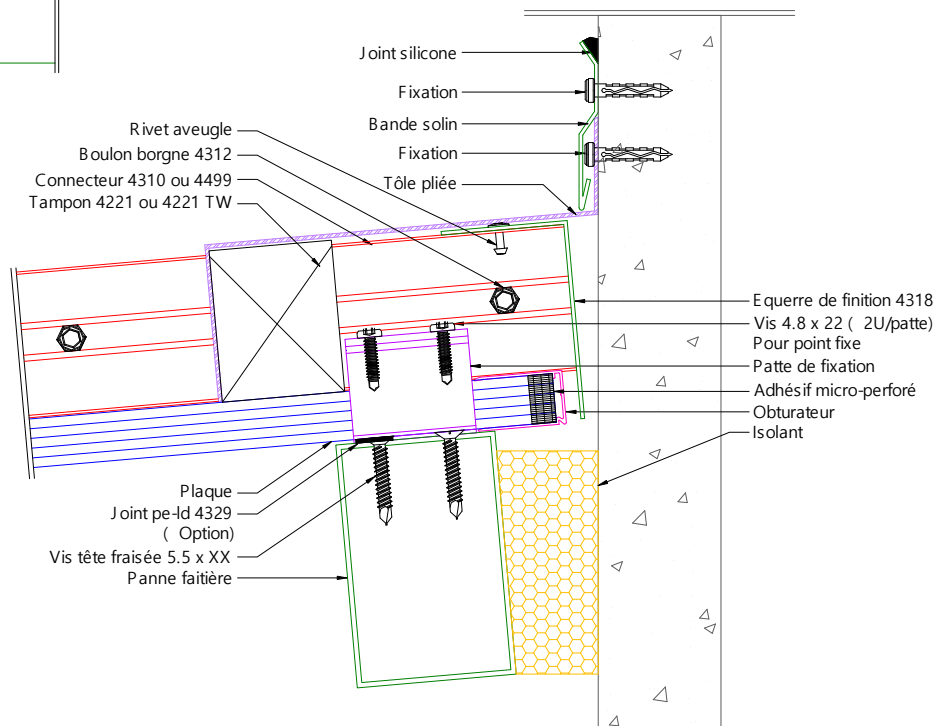 Joint silicone
Fixation
Bande solin
Fixation
Tôle pliée
Rivet aveugle
Boulon borgne 4312
Connecteur 4310 ou 4499
Tampon 4221 ou 4221 TW
Equerre de finition 4318
Vis 4.8 x 22 ( 2U/patte)
Pour point fixe
Patte de fixation
Adhésif micro-perforé
Obturateur
Isolant
Plaque
Joint pe-ld 4329
( Option)
Vis tête fraisée 5.5 x XX
Panne faitière